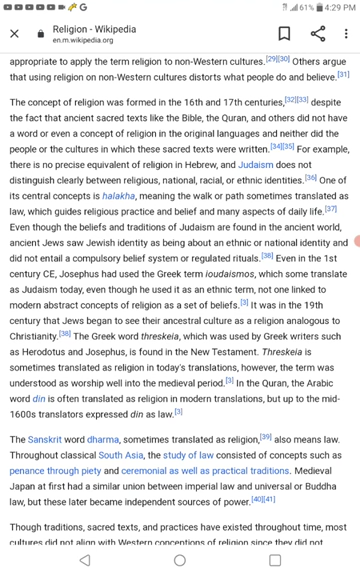 61% 4:29 PM
Religion - Wikipedia
en.m.wikipedia.org
appropriate to apply the term religion to non-Western cultures.[29][30] Others argue
that using religion on non-Western cultures distorts what people do and believe.[31]
The concept of religion was formed in the 16th and 17th centuries,[32][33] despite
the fact that ancient sacred texts like the Bible, the Quran, and others did not have
a word or even a concept of religion in the original languages and neither did the
people or the cultures in which these sacred texts were written.[34][35] For example,
there is no precise equivalent of religion in Hebrew, and Judaism does not
distinguish clearly between religious, national, racial, or ethnic identities.[36] One of
its central concepts is halakha, meaning the walk or path sometimes translated as
law, which guides religious practice and belief and many aspects of daily life.[37]
Even though the beliefs and traditions of Judaism are found in the ancient world,
ancient Jews saw Jewish identity as being about an ethnic or national identity and
did not entail a compulsory belief system or regulated rituals.[38] Even in the 1st
century CE, Josephus had used the Greek term ioudaismos, which some translate
as Judaism today, even though he used it as an ethnic term, not one linked to
modern abstract concepts of religion as a set of beliefs.[3] It was in the 19th
century that Jews began to see their ancestral culture as a religion analogous to
Christianity.[38] The Greek word threskeia, which was used by Greek writers such
as Herodotus and Josephus, is found in the New Testament. Threskeia is
sometimes translated as religion in today's translations, however, the term was
understood as worship well into the medieval period.[3] In the Quran, the Arabic
word din is often translated as religion in modern translations, but up to the mid-
1600s translators expressed din as law.[3]
The Sanskrit word dharma, sometimes translated as religion,[39] also means law.
Throughout classical South Asia, the study of law consisted of concepts such as
penance through piety and ceremonial as well as practical traditions. Medieval
Japan at first had a similar union between imperial law and universal or Buddha
law, but these later became independent sources of power.[40][41]
Though traditions, sacred texts, and practices have existed throughout time, most
cultures did not align with Western conceptions of religion since they did not